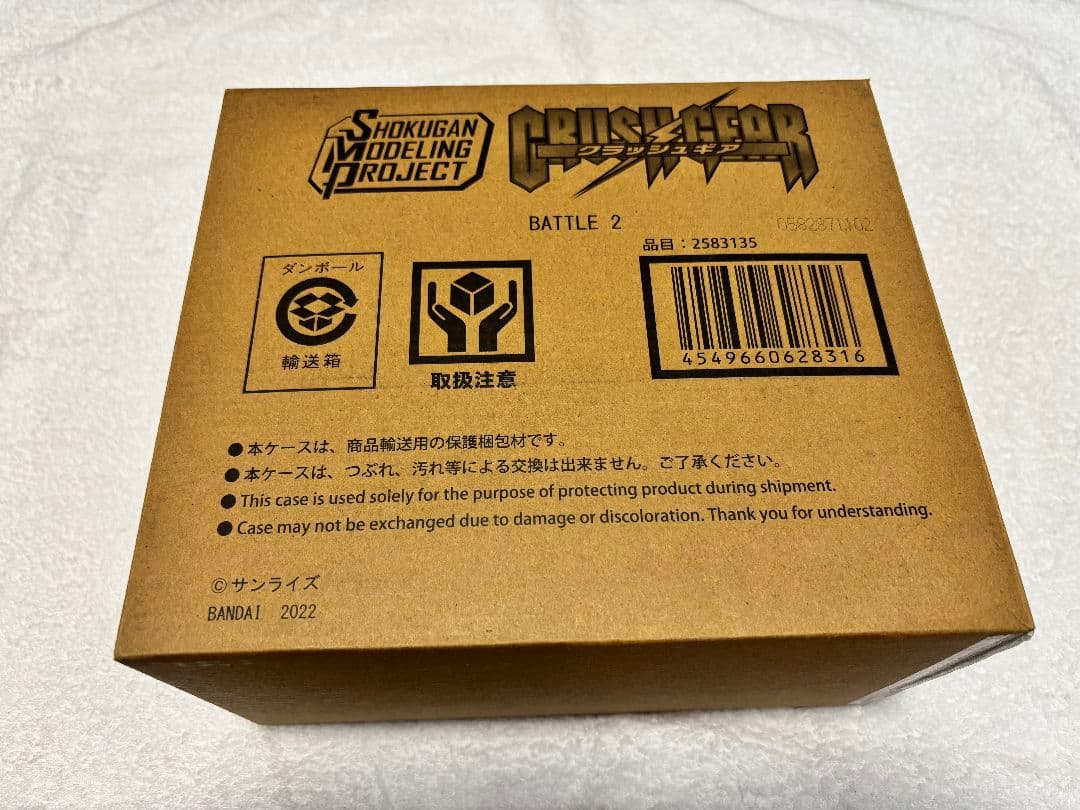 SHOKUGAN
MODELING
PROJECT
CRUSH GEAR
クラッシュギア
BATTLE 2
品目：2583135
ダンボール
輸送箱
取扱注意
4549660628316
●本ケースは、商品輸送用の保護梱包材です。
●本ケースは、つぶれ、汚れ等による交換は出来ません。ご了承ください。
●This case is used solely for the purpose of protecting product during shipment.
●Case may not be exchanged due to damage or discoloration. Thank you for understanding.
©サンライズ
BANDAI 2022